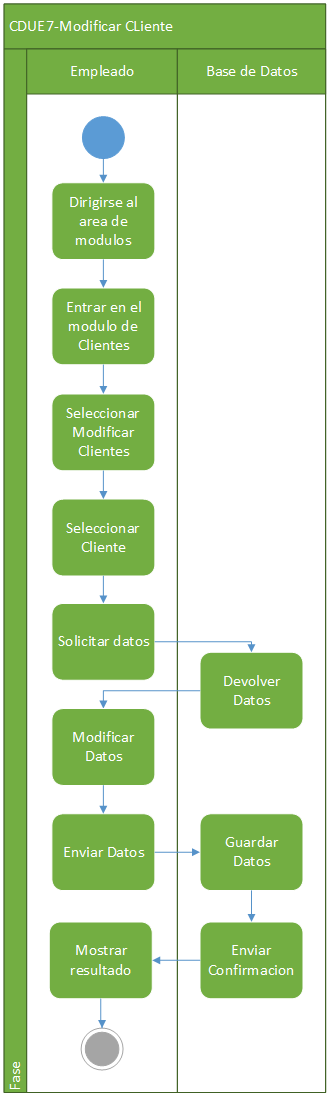 CDUE7-Modificar CLiente
Empleado
Base de Datos
Dirigirse al
area de
modulos
Entrar en el
modulo de
Clientes
Seleccionar
Modificar
Clientes
Seleccionar
Cliente
Solicitar datos
Devolver
Datos
Modificar
Datos
Enviar Datos
Guardar
Datos
Enviar
Confirmacion
Mostrar
resultado
Fase